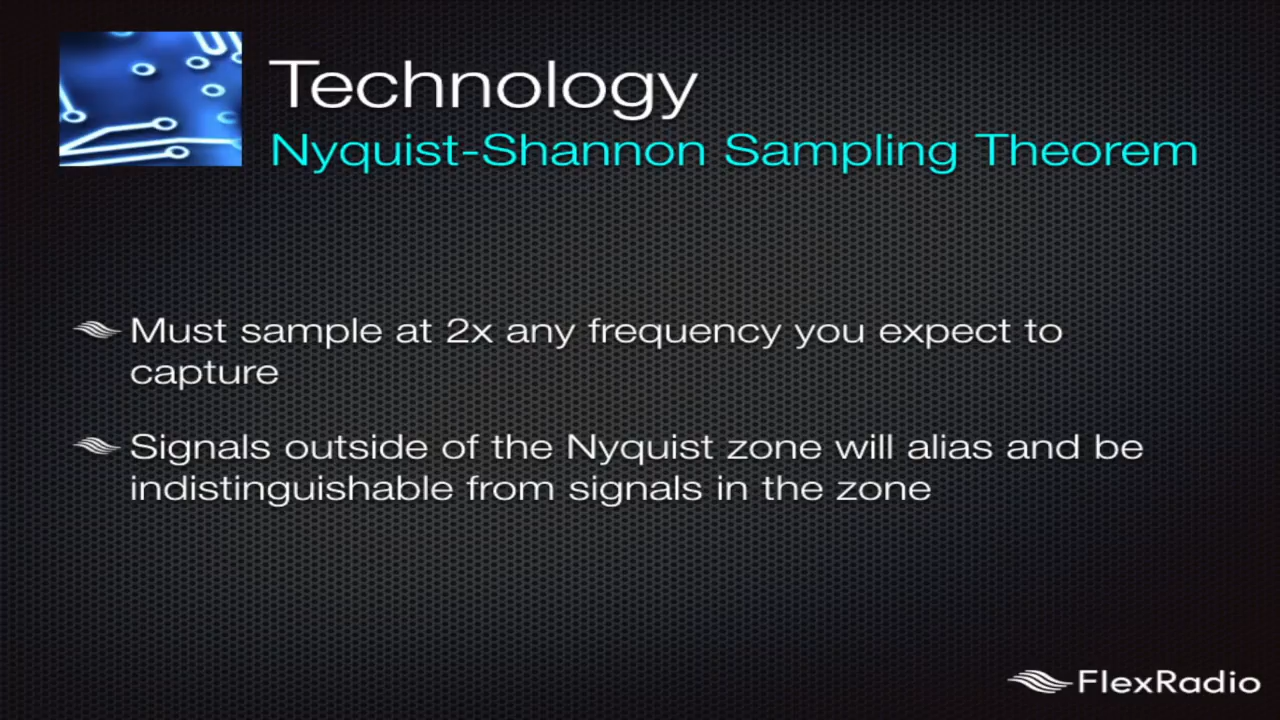 Technology
Nyquist-Shannon Sampling Theorem
Must sample at 2x any frequency you expect to
capture
Signals outside of the Nyquist zone will alias and be
indistinguishable from signals in the zone
FlexRadio